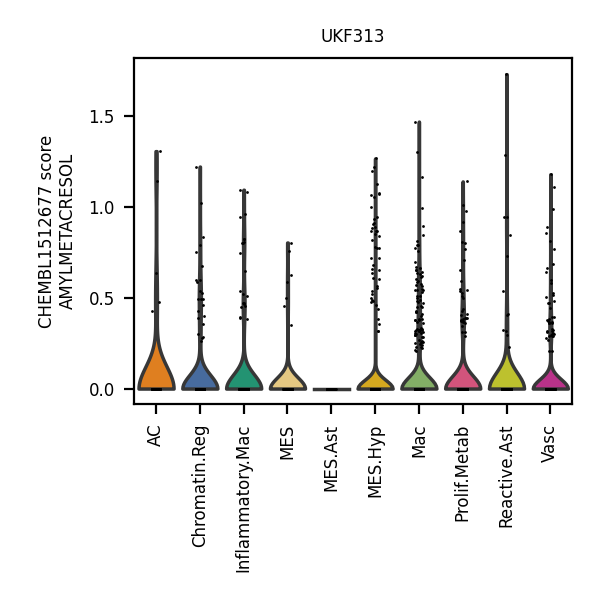 UKF313
CHEMBL1512677 score
AMYLMETACRESOL
1.5
1.0
0.5
0.0
AC
Chromatin.Reg
Inflammatory.Mac
MES
MES.Ast
MES.Hyp
Mac
Prolif.Metab
Reactive.Ast
Vasc